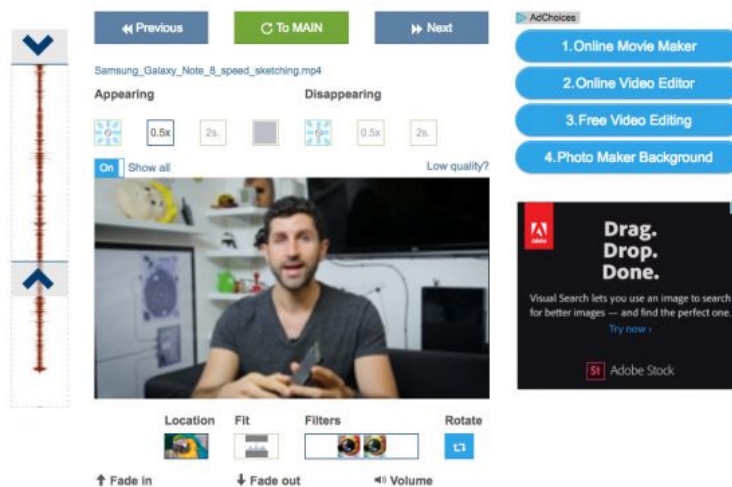 Previous
To MAIN
Next
AdChoices
Samsung_Galaxy_Note_8_speed_sketching.mp4
Appearing
Disappearing
0.5x
2s.
0.5x
2s.
On
Show all
Low quality?
1.Online Movie Maker
2.Online Video Editor
3.Free Video Editing
4.Photo Maker Background
Adobe
Drag.
Drop.
Done.
Visual Search lets you use an image to search
for better images — and find the perfect one.
Try now ›
St Adobe Stock
Location
Fit
Filters
Rotate
Fade in
Fade out
Volume